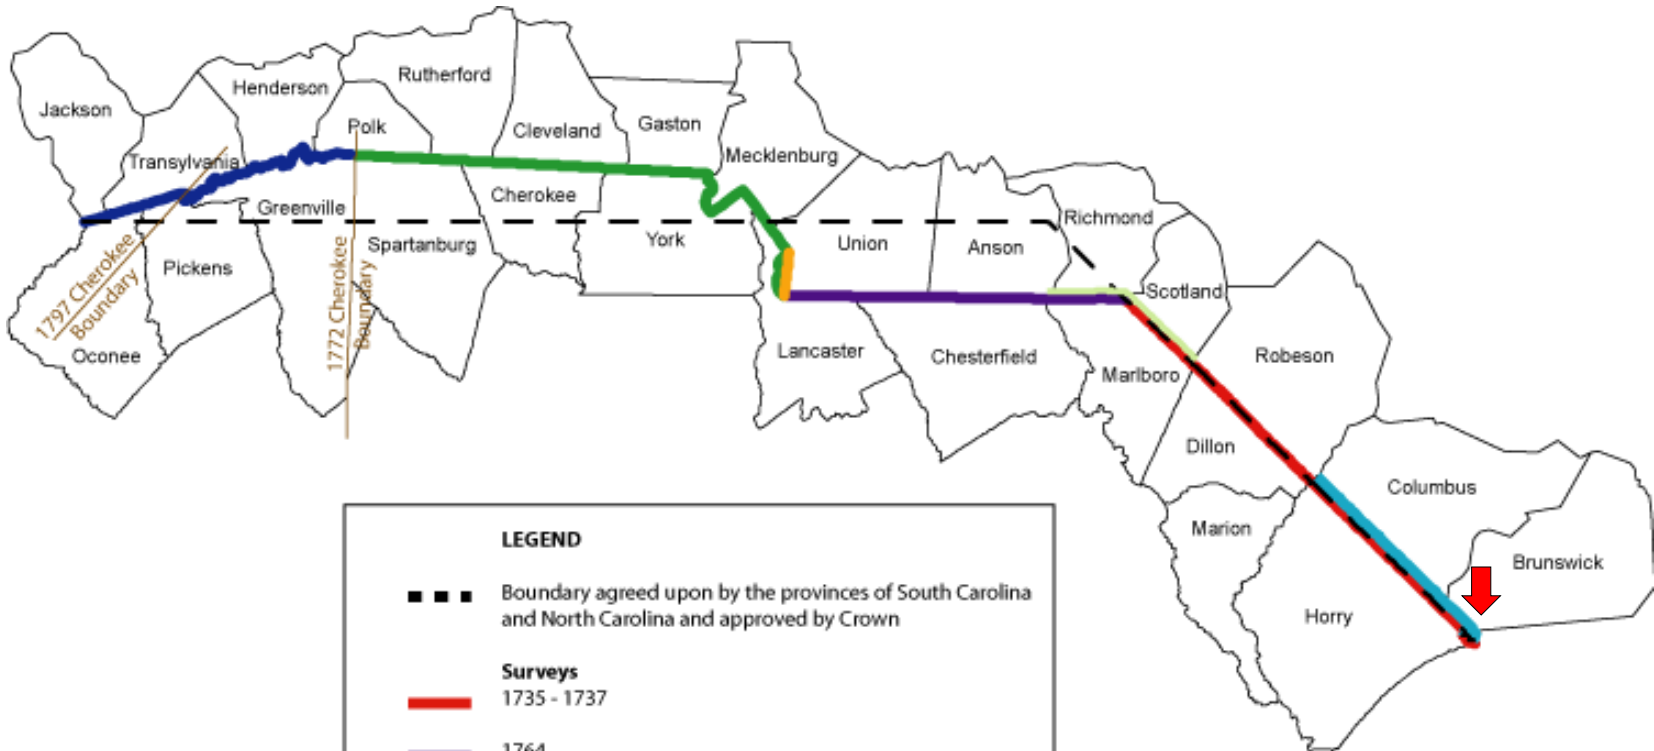 Rutherford
Henderson
Jackson
Polk
Gaston
Cleveland
Mecklenburg
Transylvania
Cherokee
Greenville
Richmond
York
Union
Anson
Spartanburg
Pickens
1797 Cherokee
Boundary
1772 Cherokee
Boundary
Scotland
Oconee
Lancaster
Chesterfield
Robeson
Marlboro
Dillon
Columbus
Marion
Brunswick
Horry
LEGEND
Boundary agreed upon by the provinces of South Carolina
and North Carolina and approved by Crown
Surveys
1735 - 1737
1764